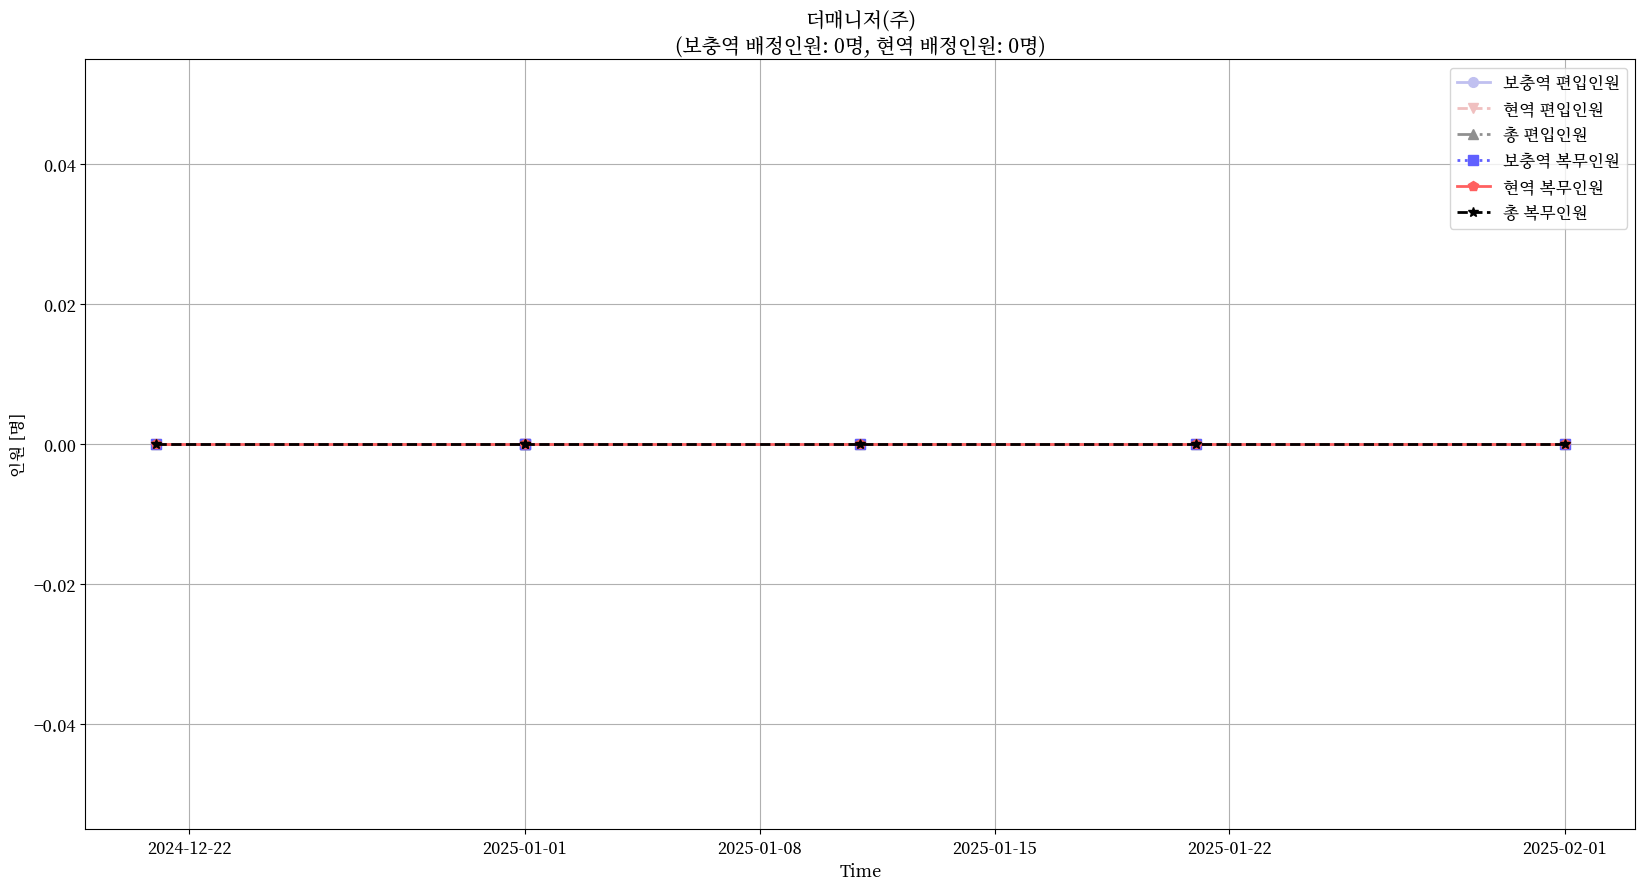 더매니저(주)
(보충역 배정인원: 0명, 현역 배정인원: 0명)
보충역 편입인원
현역 편입인원
총 편입인원
보충역 복무인원
현역 복무인원
총 복무인원
인원 [명]
0.04
0.02
0.00
−0.02
−0.04
2024-12-22
2025-01-01
2025-01-08
2025-01-15
2025-01-22
2025-02-01
Time